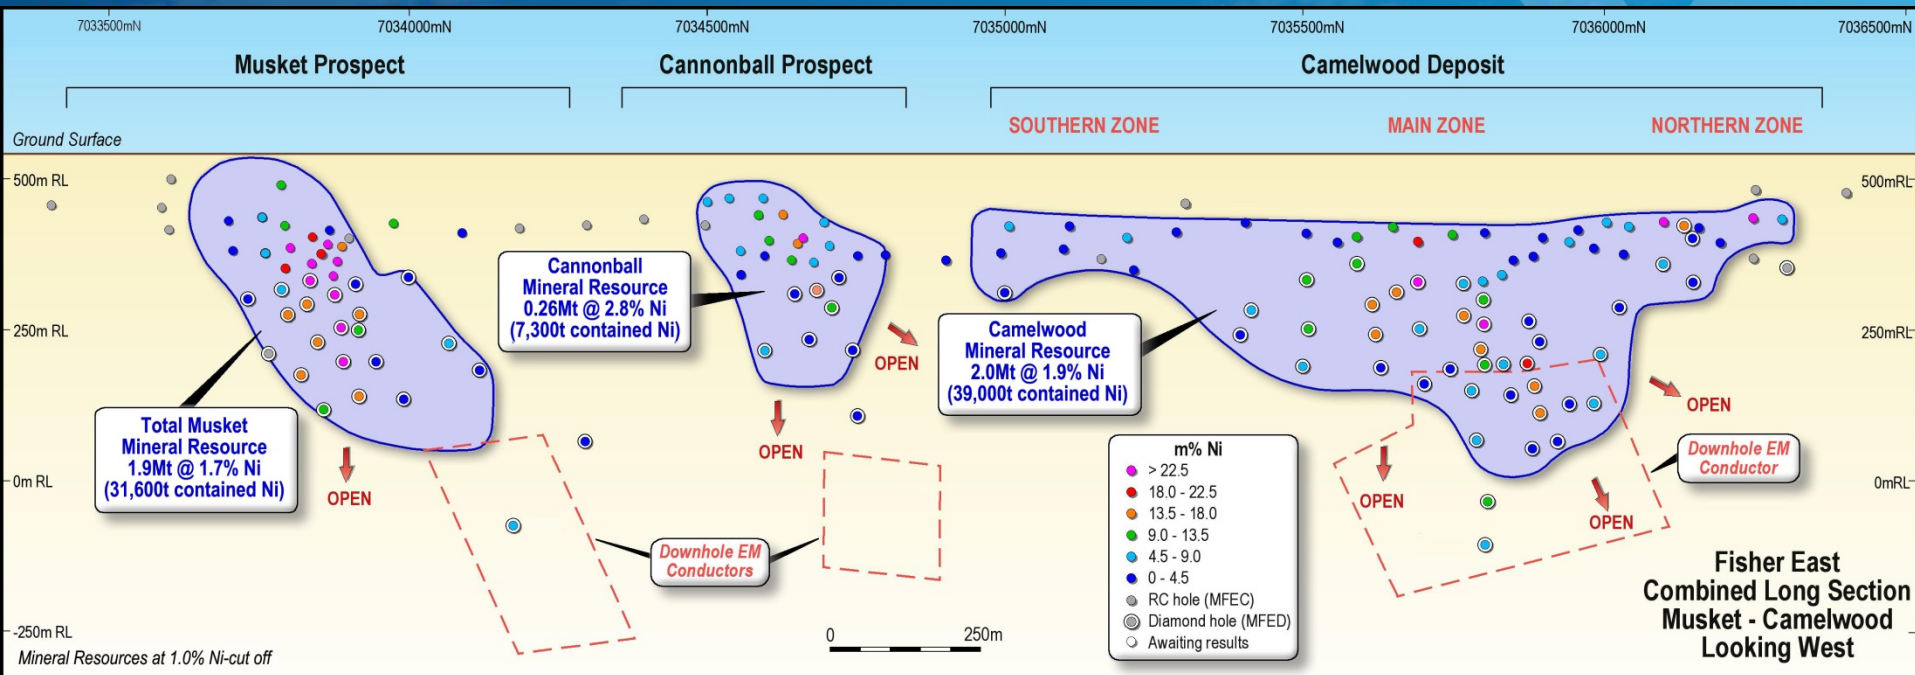 7033500mN 7034000mN 7034500mN 7035000mN 7035500mN 7036000mN 7036500mN
Musket Prospect
Cannonball Prospect
Camelwood Deposit
SOUTHERN ZONE
MAIN ZONE
NORTHERN ZONE
Ground Surface
500m RL
500mRL
250m RL
250mRL
0m RL
0mRL
-250m RL
Total Musket
Mineral Resource
1.9Mt @ 1.7% Ni
(31,600t contained Ni)
OPEN
Cannonball
Mineral Resource
0.26Mt @ 2.8% Ni
(7,300t contained Ni)
OPEN
OPEN
Downhole EM
Conductors
Camelwood
Mineral Resource
2.0Mt @ 1.9% Ni
(39,000t contained Ni)
OPEN
OPEN
OPEN
Downhole EM
Conductor
m% Ni
> 22.5
18.0 - 22.5
13.5 - 18.0
9.0 - 13.5
4.5 - 9.0
0 - 4.5
RC hole (MFEC)
Diamond hole (MFED)
Awaiting results
0 250m
Mineral Resources at 1.0% Ni-cut off
Fisher East
Combined Long Section
Musket - Camelwood
Looking West